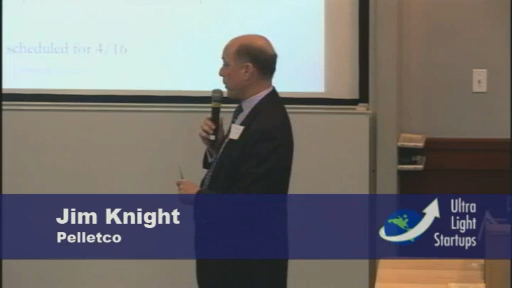 scheduled for 4/16
Jim Knight
Pelletco
Ultra
Light
Startups